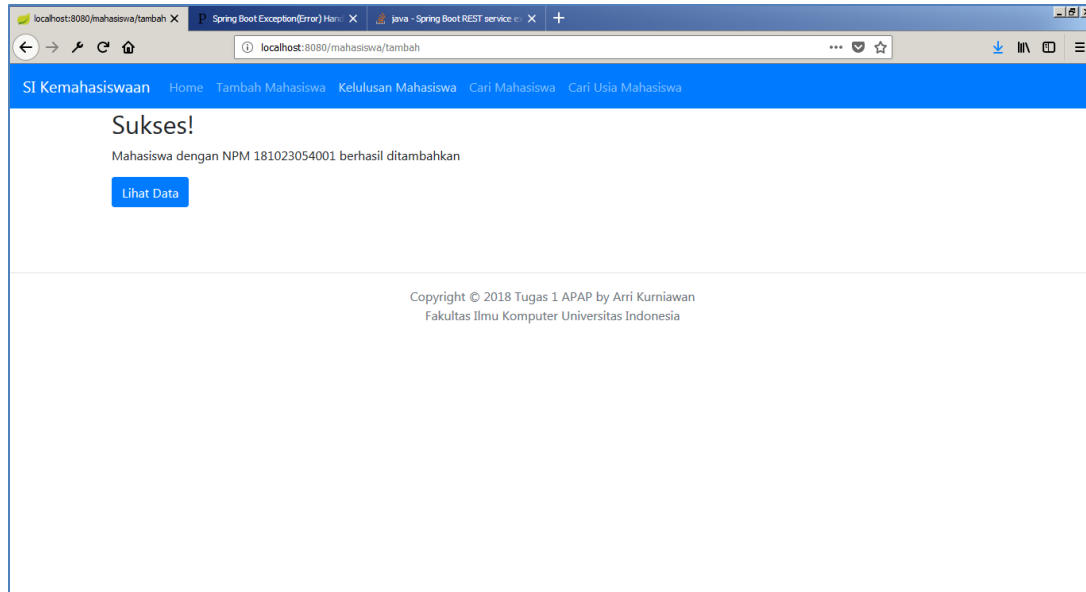 localhost:8080/mahasiswa/tambah
Spring Boot Exception(Error) Hand
java - Spring Boot REST service ex
localhost:8080/mahasiswa/tambah
SI Kemahasiswaan Home Tambah Mahasiswa Kelulusan Mahasiswa Cari Mahasiswa Cari Usia Mahasiswa
Sukses!
Mahasiswa dengan NPM 181023054001 berhasil ditambahkan
Lihat Data
Copyright © 2018 Tugas 1 APAP by Arri Kurniawan
Fakultas Ilmu Komputer Universitas Indonesia